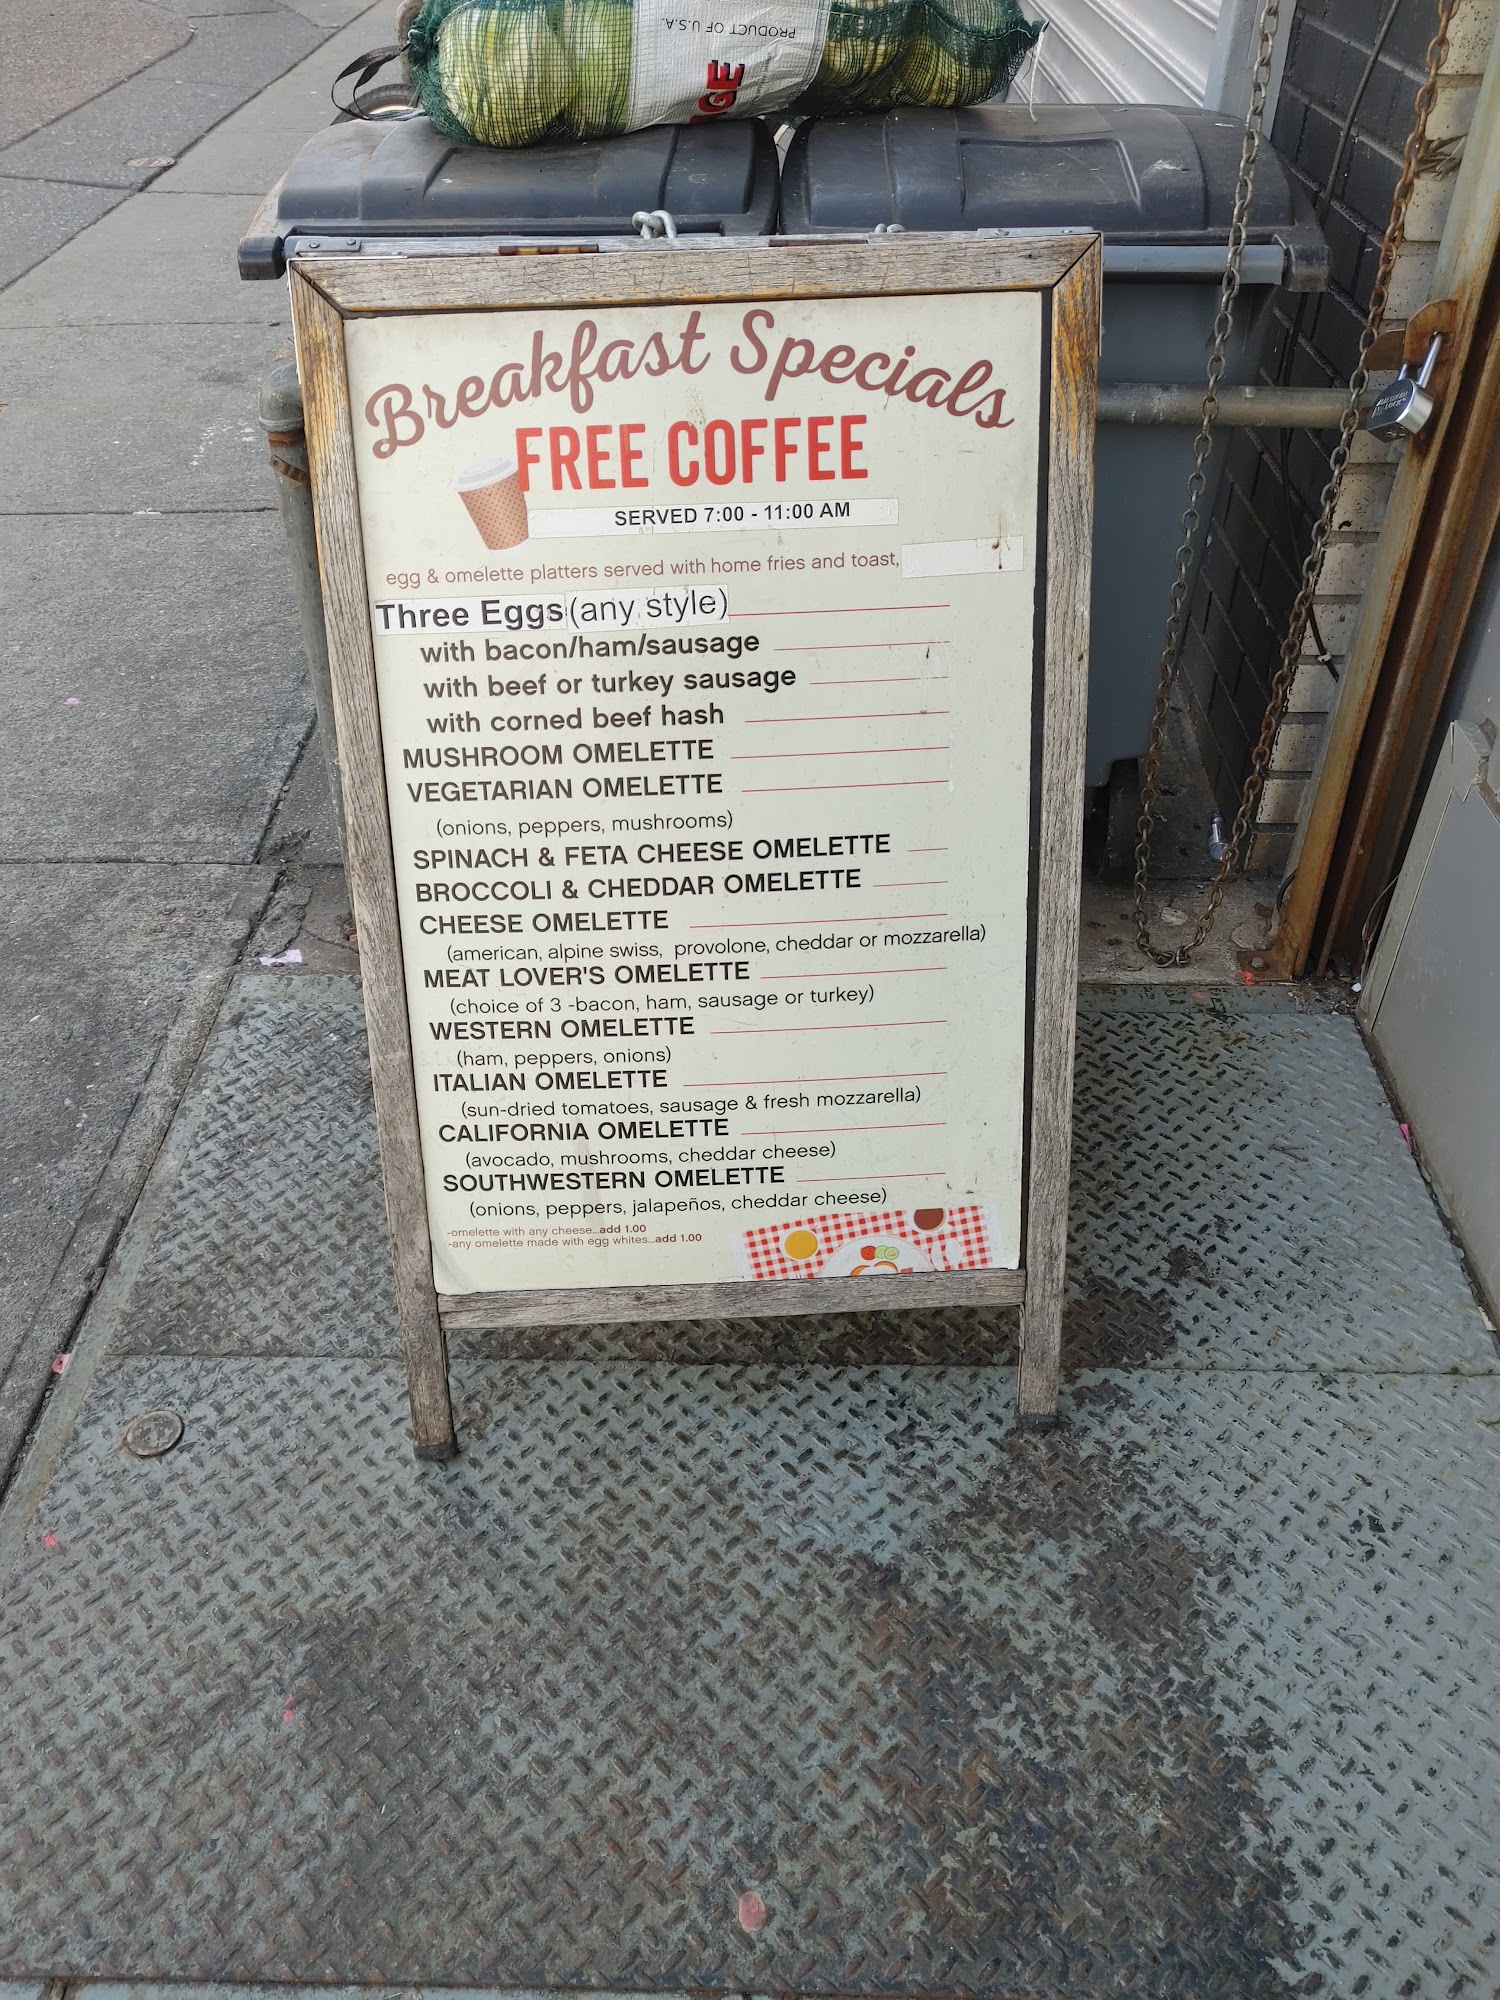 PRODUCT OF U.S.A.
Breakfast Specials
FREE COFFEE
SERVED 7:00 - 11:00 AM
egg & omelette platters served with home fries and toast,
Three Eggs (any style)
with bacon/ham/sausage
with beef or turkey sausage
with corned beef hash
MUSHROOM OMELETTE
VEGETARIAN OMELETTE
(onions, peppers, mushrooms)
SPINACH & FETA CHEESE OMELETTE
BROCCOLI & CHEDDAR OMELETTE
CHEESE OMELETTE
(american, alpine swiss, provolone, cheddar or mozzarella)
MEAT LOVER'S OMELETTE
(choice of 3 -bacon, ham, sausage or turkey)
WESTERN OMELETTE
(ham, peppers, onions)
ITALIAN OMELETTE
(sun-dried tomatoes, sausage & fresh mozzarella)
CALIFORNIA OMELETTE
(avocado, mushrooms, cheddar cheese)
SOUTHWESTERN OMELETTE
(onions, peppers, jalapeños, cheddar cheese)
-omelette with any cheese...add 1.00
-any omelette made with egg whites...add 1.00
AMERICAN
LOCK